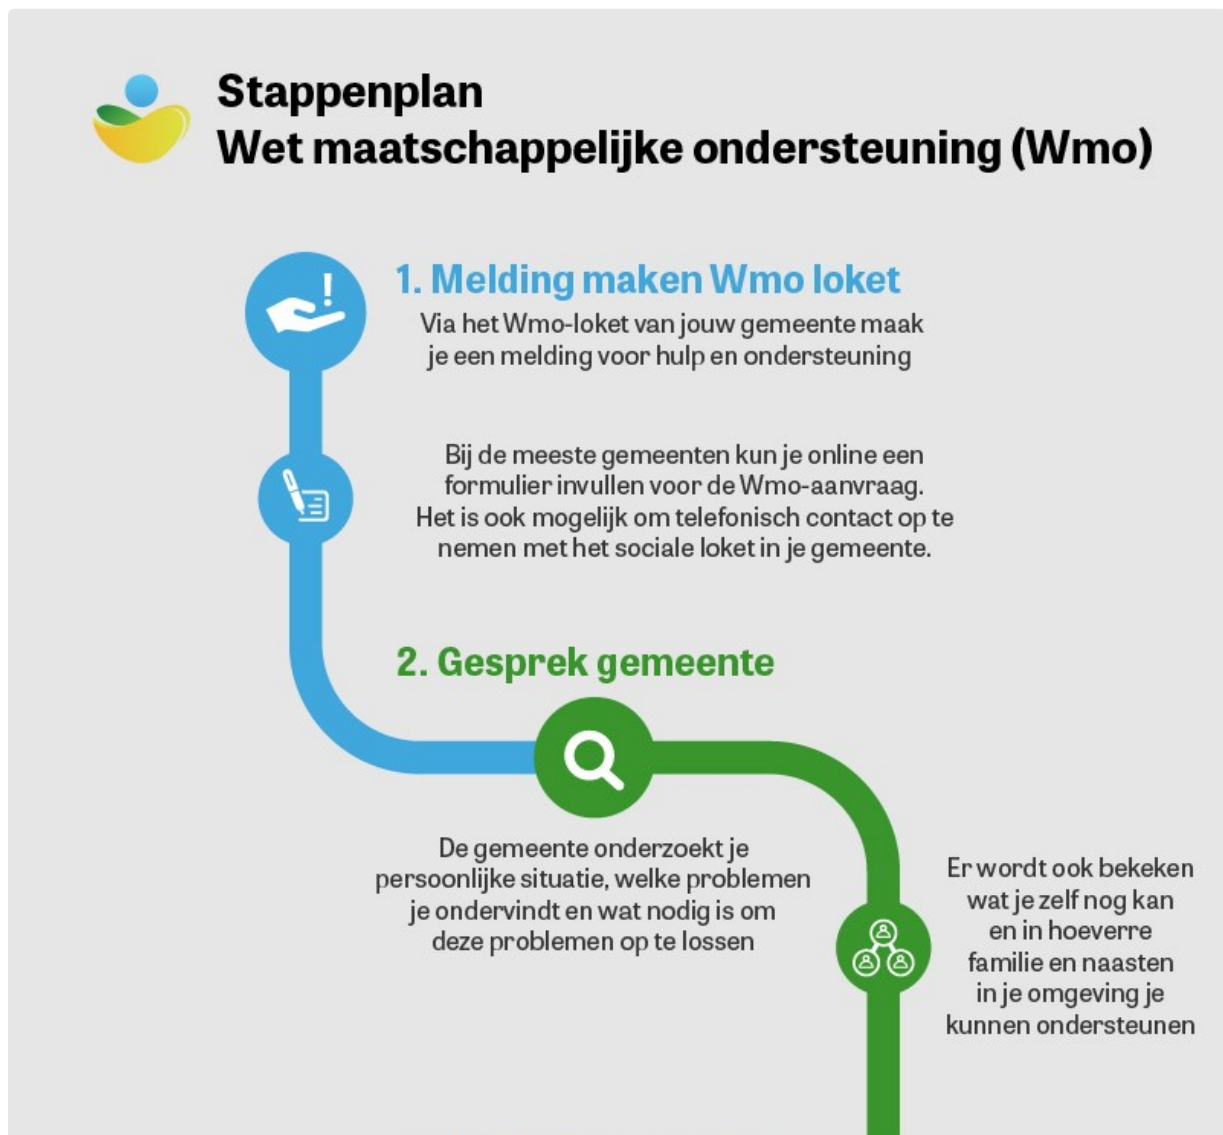 Stappenplan
Wet maatschappelijke ondersteuning (Wmo)
1. Melding maken Wmo loket
Via het Wmo-loket van jouw gemeente maak
je een melding voor hulp en ondersteuning
Bij de meeste gemeenten kun je online een
formulier invullen voor de Wmo-aanvraag.
Het is ook mogelijk om telefonisch contact op te
nemen met het sociale loket in je gemeente.
2. Gesprek gemeente
De gemeente onderzoekt je
persoonlijke situatie, welke problemen
je ondervindt en wat nodig is om
deze problemen op te lossen
Er wordt ook bekeken
wat je zelf nog kan
en in hoeverre
familie en naasten
in je omgeving je
kunnen ondersteunen